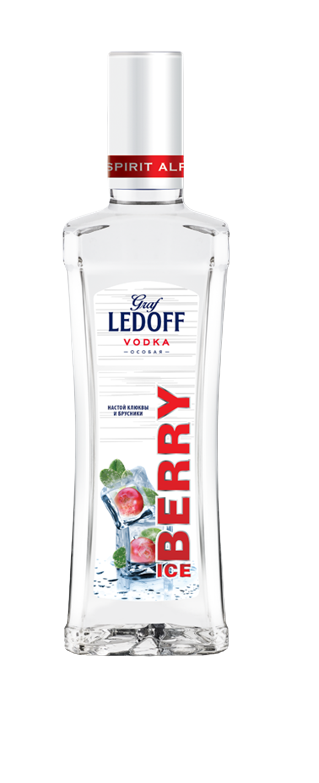 SPIRIT ALF
Graf
LEDOFF
VODKA
ОСОБАЯ
НАСТОЙ КЛЮКВЫ
И БРУСНИКИ
ICE
BERRY